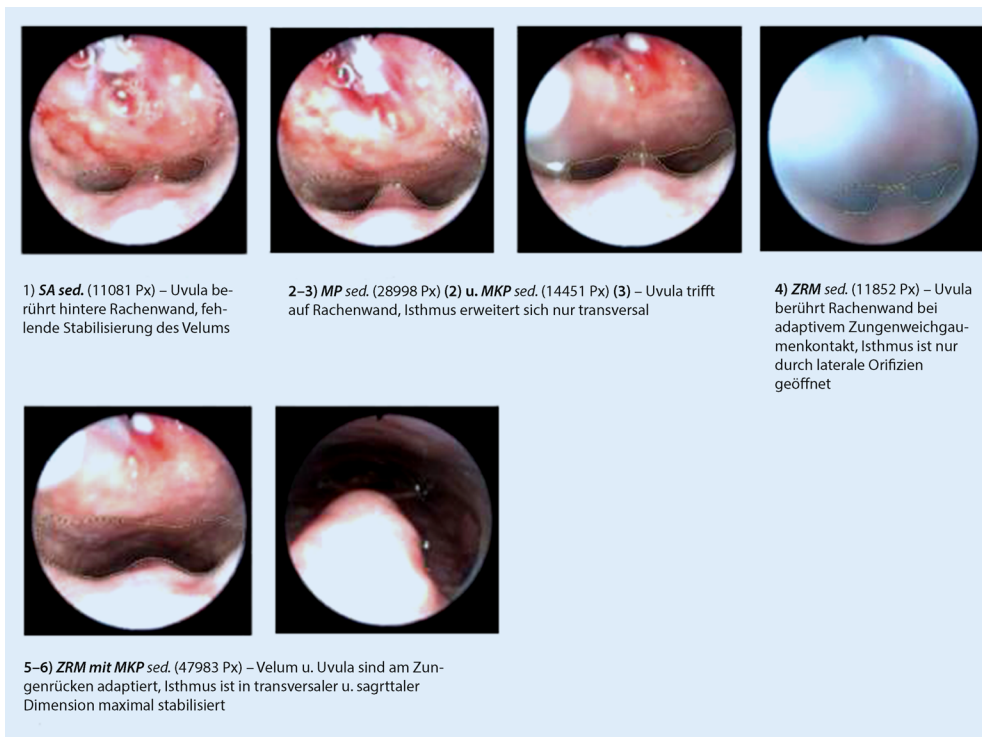 1) SA sed. (11081 Px) – Uvula be-
rührt hintere Rachenwand, feh-
lende Stabilisierung des Velums
2–3) MP sed. (28998 Px) (2) u. MKP sed. (14451 Px) (3) – Uvula trifft
auf Rachenwand, Isthmus erweitert sich nur transversal
4) ZRM sed. (11852 Px) – Uvula
berührt Rachenwand bei
adaptivem Zungenweichgau-
menkontakt, Isthmus ist nur
durch laterale Orifizien
geöffnet
5–6) ZRM mit MKP sed. (47983 Px) – Velum u. Uvula sind am Zun-
genrücken adaptiert, Isthmus ist in transversaler u. sagrttaler
Dimension maximal stabilisiert